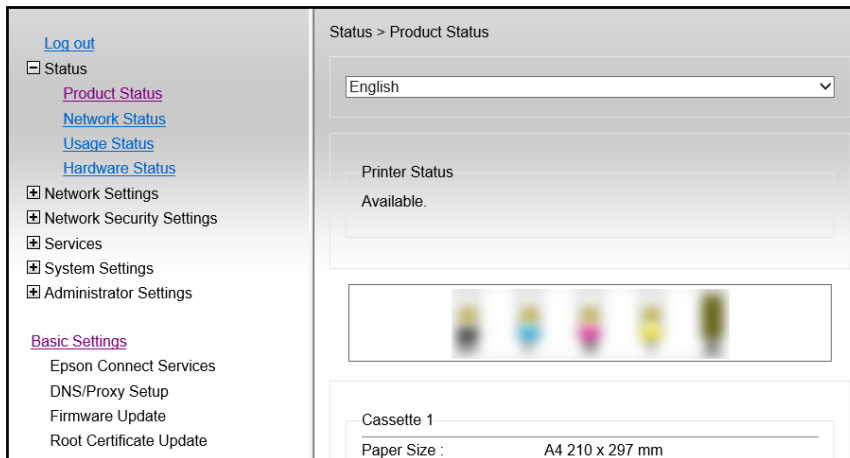 Log out
Status
Product Status
Network Status
Usage Status
Hardware Status
Network Settings
Network Security Settings
Services
System Settings
Administrator Settings
Basic Settings
Epson Connect Services
DNS/Proxy Setup
Firmware Update
Root Certificate Update
Status > Product Status
English
Printer Status
Available.
Cassette 1
Paper Size : A4 210 x 297 mm